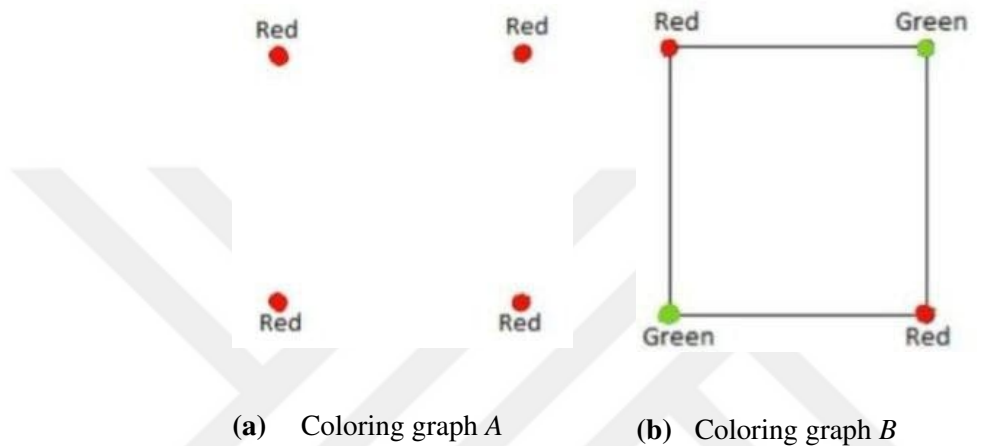 Red Red
Red Red
(a) Coloring graph A
Red Green
Green Red
(b) Coloring graph B